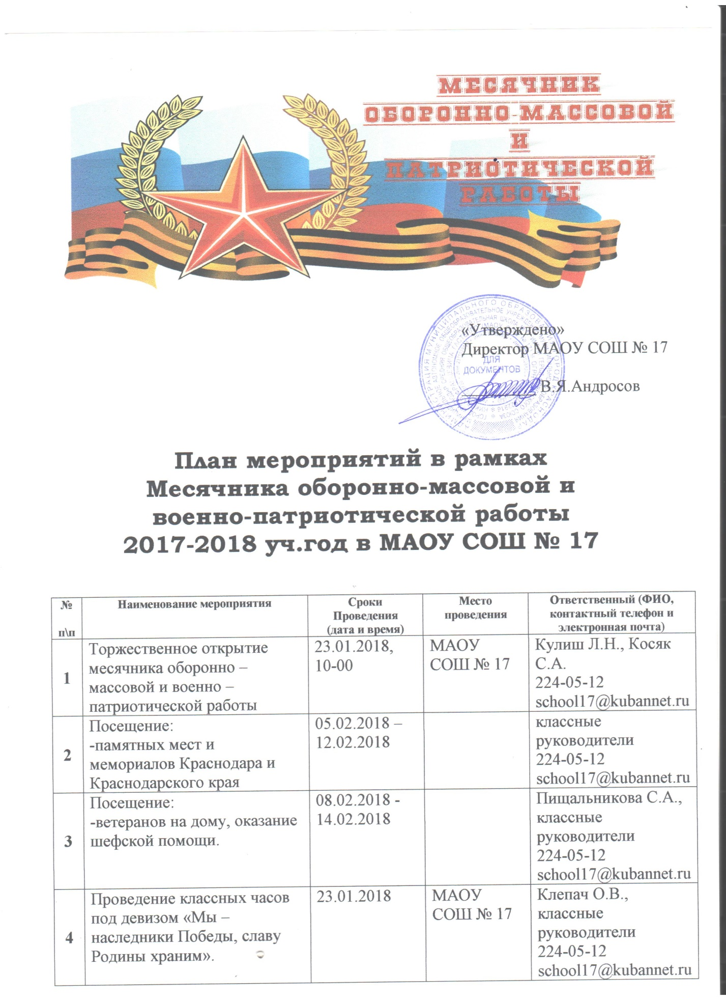 МЕСЯЧНИК
ОБОРОННО-МАССОВОЙ
И
ПАТРИОТИЧЕСКОЙ
РАБОТЫ
«Утверждено»
Директор МАОУ СОШ № 17
В.Я.Андросов
ДЛЯ
ДОКУМЕНТОВ
План мероприятий в рамках
Месячника оборонно-массовой и
военно-патриотической работы
2017-2018 уч.год в МАОУ СОШ № 17
№
п\п
Наименование мероприятия
Сроки
Проведения
(дата и время)
Место
проведения
Ответственный (ФИО,
контактный телефон и
электронная почта)
1
Торжественное открытие
месячника оборонно –
массовой и военно –
патриотической работы
23.01.2018,
10-00
МАОУ
СОШ № 17
Кулиш Л.Н., Косяк
С.А.
224-05-12
school17@kubannet.ru
2
Посещение:
-памятных мест и
мемориалов Краснодара и
Краснодарского края
05.02.2018 –
12.02.2018
классные
руководители
224-05-12
school17@kubannet.ru
3
Посещение:
-ветеранов на дому, оказание
шефской помощи.
08.02.2018 -
14.02.2018
Пищальникова С.А.,
классные
руководители
224-05-12
school17@kubannet.ru
4
Проведение классных часов
под девизом «Мы –
наследники Победы, славу
Родины храним».
23.01.2018
МАОУ
СОШ № 17
Клепач О.В.,
классные
руководители
224-05-12
school17@kubannet.ru